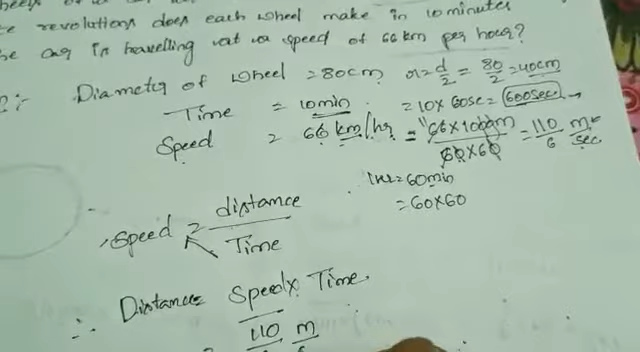 revolutions does each wheel make in 10 minutes
car is travelling at a speed of 66 km per hour?
Diameter of wheel = 80cm r = d/2 = 80/2 = 40cm
Time = 10min = 10×60sec = 600sec
Speed = 66 km/hr = 66×1000m/60×60 = 110/6 m/sec
1hr = 60min
= 60×60
Speed = distance/Time
∴ Distance = Speed × Time.
110 m